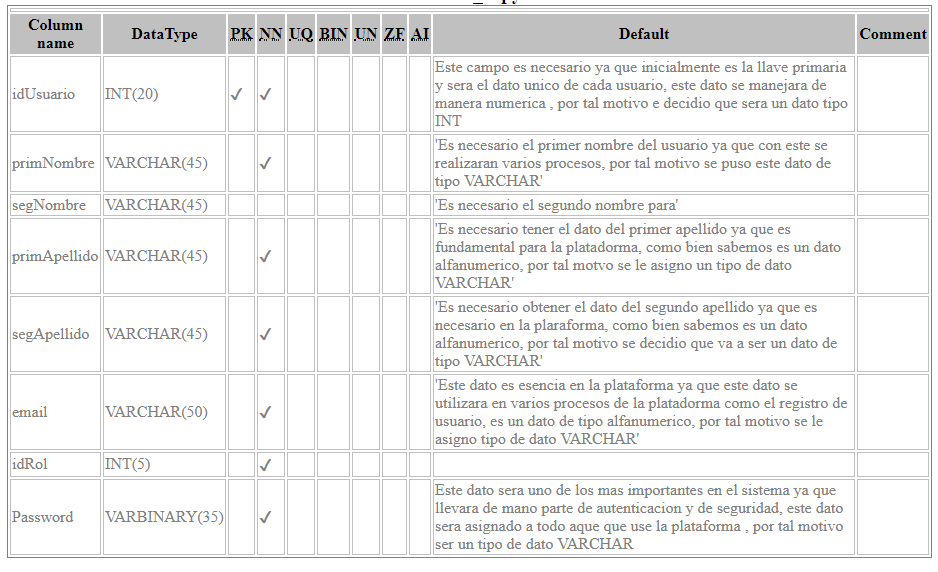 Column name DataType PK NN UQ BIN UN ZF AI Default Comment
idUsuario INT(20) ✓ ✓ Este campo es necesario ya que inicialmente es la llave primaria
y sera el dato unico de cada usuario, este dato se manejara de
manera numerica , por tal motivo e decidio que sera un dato tipo
INT
primNombre VARCHAR(45) ✓ 'Es necesario el primer nombre del usuario ya que con este se
realizaran varios procesos, por tal motivo se puso este dato de
tipo VARCHAR'
segNombre VARCHAR(45) 'Es necesario el segundo nombre para'
primApellido VARCHAR(45) ✓ 'Es necesario tener el dato del primer apellido ya que es
fundamental para la platadorma, como bien sabemos es un dato
alfanumerico, por tal motvo se le asigno un tipo de dato
VARCHAR'
segApellido VARCHAR(45) ✓ 'Es necesario obtener el dato del segundo apellido ya que es
necesario en la plaraforma, como bien sabemos es un dato
alfanumerico, por tal motivo se decidio que va a ser un dato de
tipo VARCHAR'
email VARCHAR(50) ✓ 'Este dato es esencia en la plataforma ya que este dato se
utilizara en varios procesos de la platadorma como el registro de
usuario, es un dato de tipo alfanumerico, por tal motivo se le
asigno tipo de dato VARCHAR'
idRol INT(5) ✓
Password VARBINARY(35) ✓ Este dato sera uno de los mas importantes en el sistema ya que
llevara de mano parte de autenticacion y de seguridad, este dato
sera asignado a todo aque que use la plataforma , por tal motivo
ser un tipo de dato VARCHAR